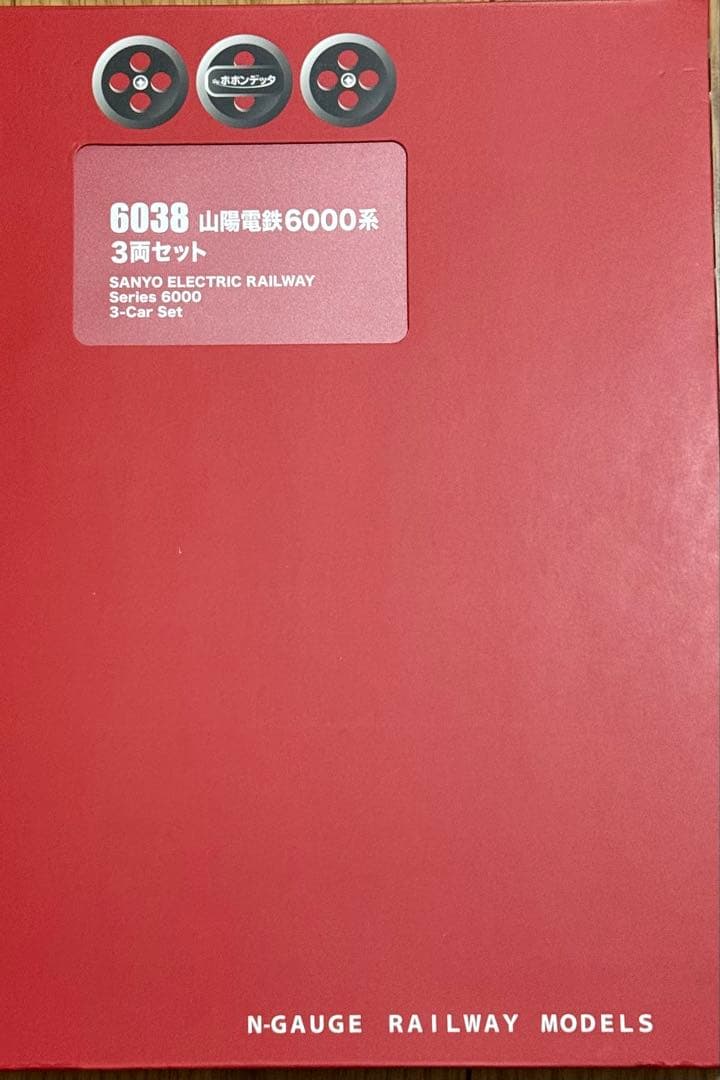 de ポポンデッタ
6038 山陽電鉄6000系
3両セット
SANYO ELECTRIC RAILWAY
Series 6000
3-Car Set
N-GAUGE RAILWAY MODELS